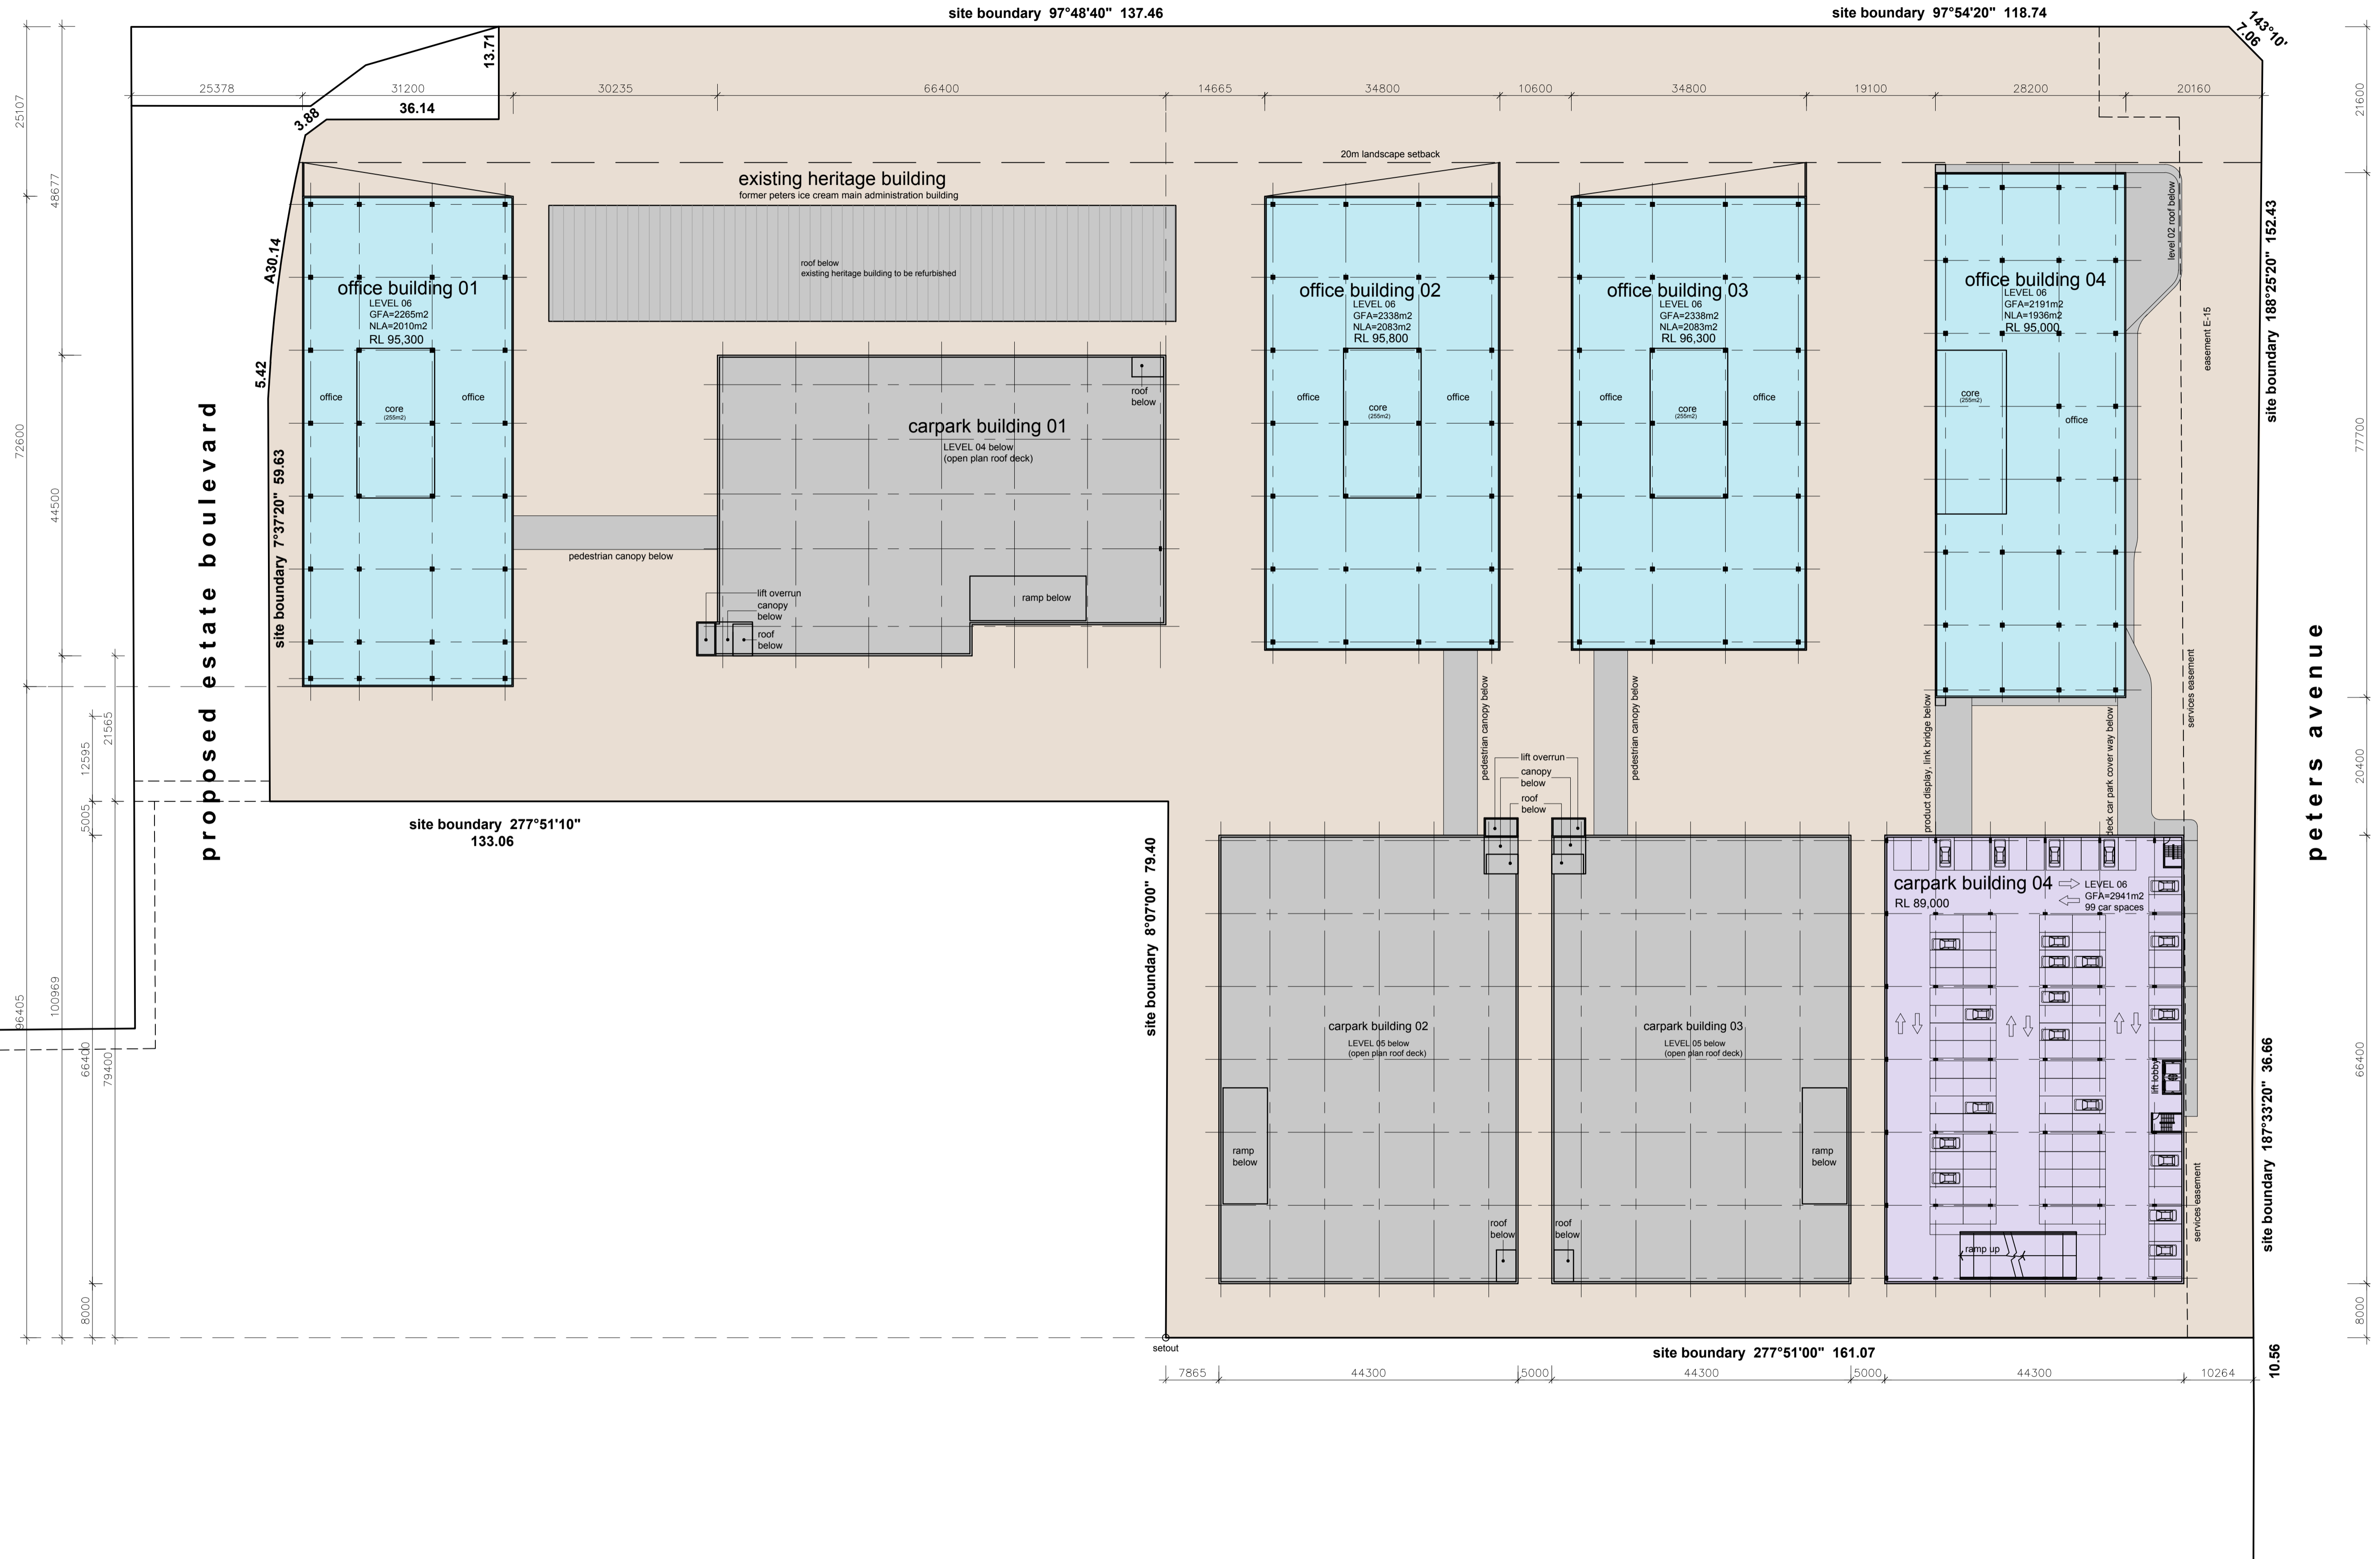 site boundary 97°48'40" 137.46
site boundary 97°54'20" 118.74
143°10'
7.06
13.71
25378
31200
30235
66400
14665
34800
10600
34800
19100
28200
20160
36.14
3.88
25107
48677
21600
20m landscape setback
existing heritage building
former peters ice cream main administration building
roof below
existing heritage building to be refurbished
A30.14
5.42
office building 01
LEVEL 06
GFA=2265m2
NLA=2010m2
RL 95,300
office
core
(255m2)
office
office building 02
LEVEL 06
GFA=2338m2
NLA=2083m2
RL 95,800
office
core
(255m2)
office
office building 03
LEVEL 06
GFA=2338m2
NLA=2083m2
RL 96,300
office
core
(255m2)
office
office building 04
LEVEL 06
GFA=2191m2
NLA=1936m2
RL 95,000
core
(255m2)
office
level 02 roof below
easement E-15
site boundary 188°25'20" 152.43
roof
below
carpark building 01
LEVEL 04 below
(open plan roof deck)
ramp below
pedestrian canopy below
lift overrun
canopy
below
roof
below
72600
44500
77700
proposed estate boulevard
site boundary 7°37'20" 59.63
peters avenue
services easement
pedestrian canopy below
pedestrian canopy below
product display, link bridge below
deck car park cover way below
lift overrun
canopy
below
roof
below
21565
12595
5005
20400
site boundary 277°51'10"
133.06
site boundary 8°07'00" 79.40
carpark building 02
LEVEL 05 below
(open plan roof deck)
ramp
below
roof
below
carpark building 03
LEVEL 05 below
(open plan roof deck)
ramp
below
roof
below
carpark building 04
RL 89,000
LEVEL 06
GFA=2941m2
99 car spaces
lift lobby
ramp up
services easement
site boundary 187°33'20" 36.66
96405
100969
66400
79400
8000
66400
8000
setout
site boundary 277°51'00" 161.07
10.56
7865
44300
5000
44300
5000
44300
10264